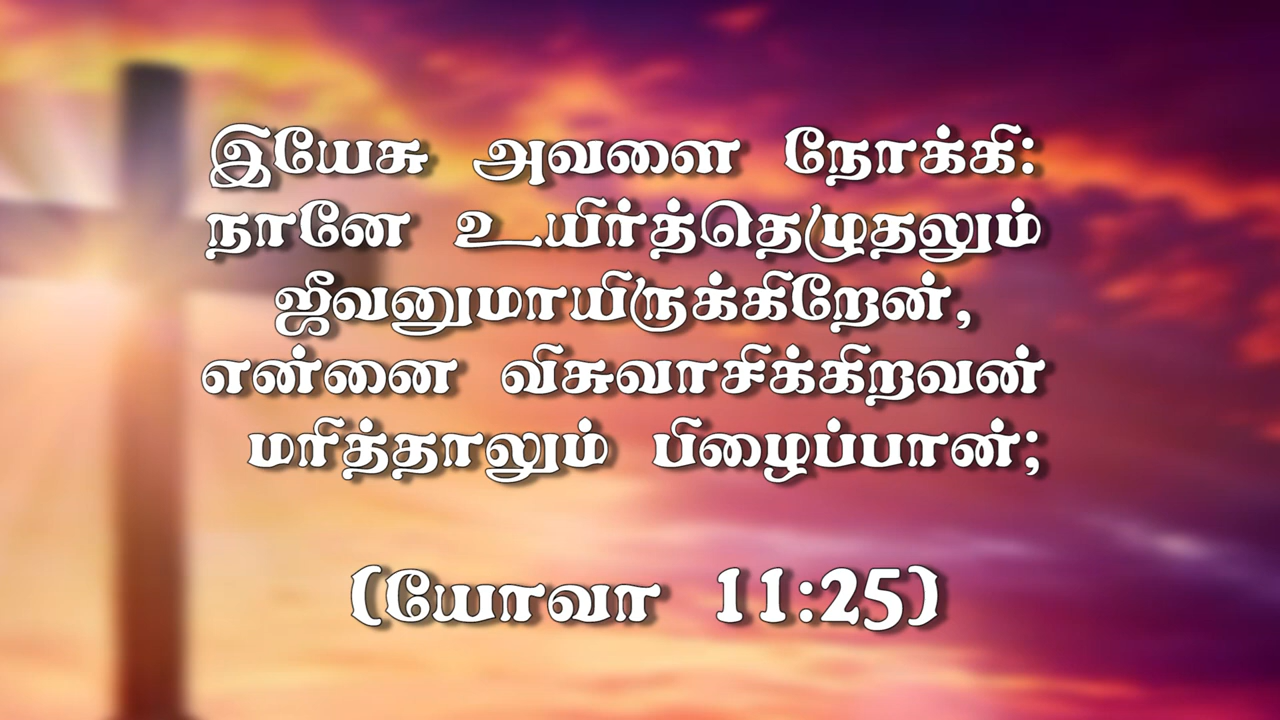 இயேசு அவளை நோக்கி:
நானே உயிர்த்தெழுதலும்
ஜீவனுமாயிருக்கிறேன்,
என்னை விசுவாசிக்கிறவன்
மரித்தாலும் பிழைப்பான்;
(யோவா 11:25)